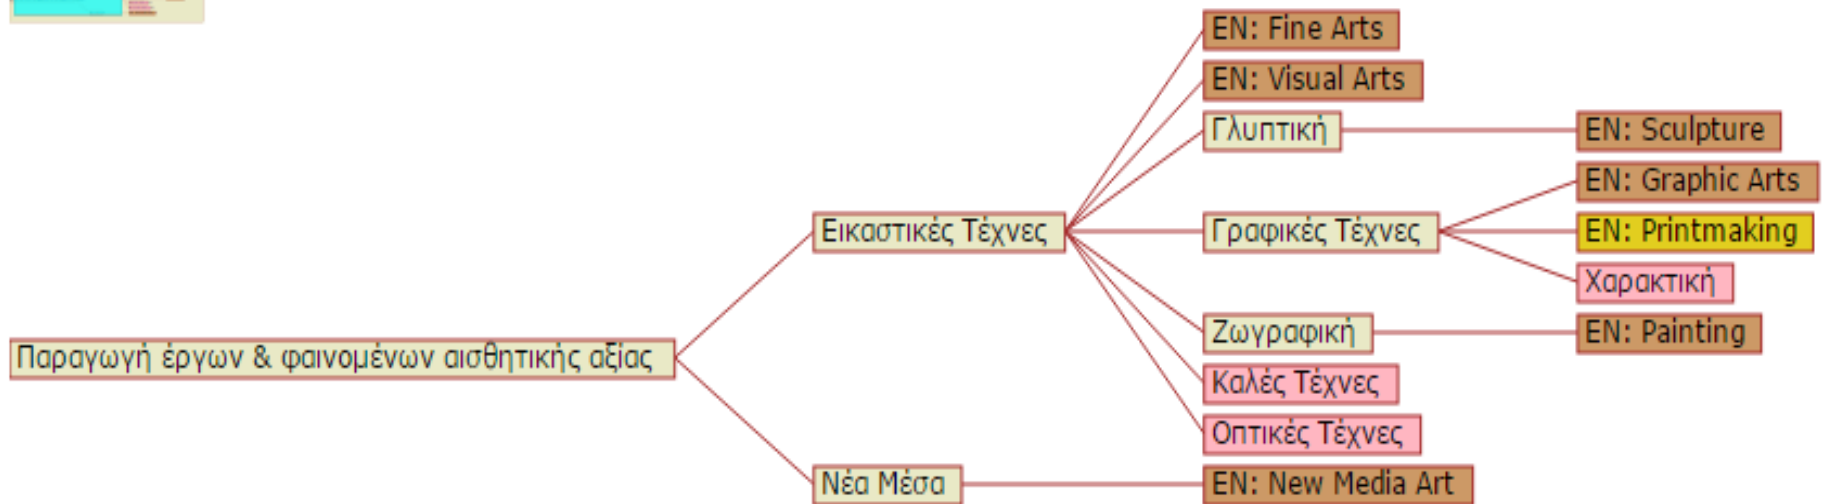 EN: Fine Arts
EN: Visual Arts
Γλυπτική
EN: Sculpture
EN: Graphic Arts
Εικαστικές Τέχνες
Γραφικές Τέχνες
EN: Printmaking
Χαρακτική
Ζωγραφική
EN: Painting
Παραγωγή έργων & φαινομένων αισθητικής αξίας
Καλές Τέχνες
Οπτικές Τέχνες
Νέα Μέσα
EN: New Media Art